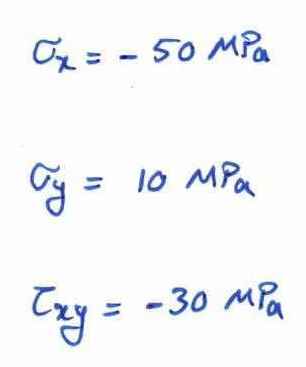 σx = - 50 MPa
σy = 10 MPa
τxy = -30 MPa